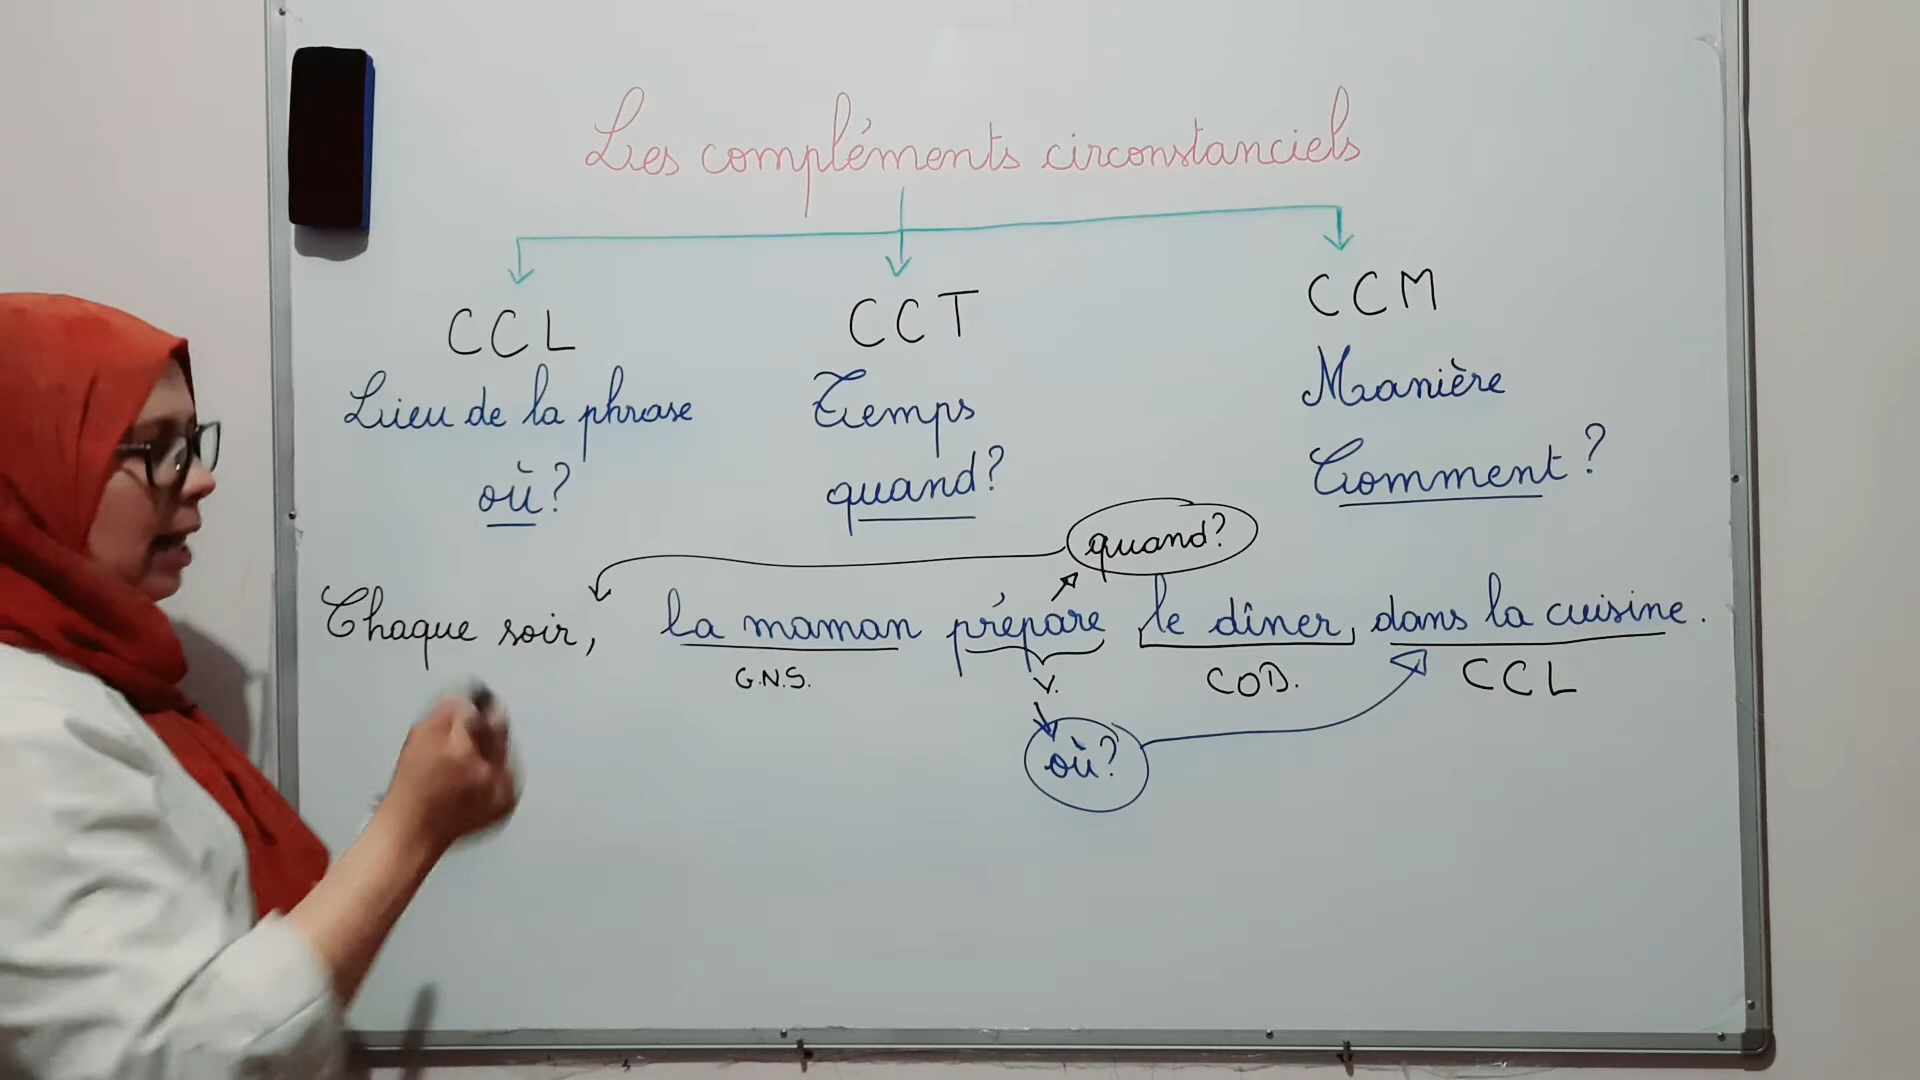 Les compléments circonstanciels
CCL CCT CCM
Lieu de la phrase Temps Manière
où? quand? Comment?
quand?
Chaque soir, la maman prépare le dîner, dans la cuisine.
G.N.S. V. COD. CCL
où?